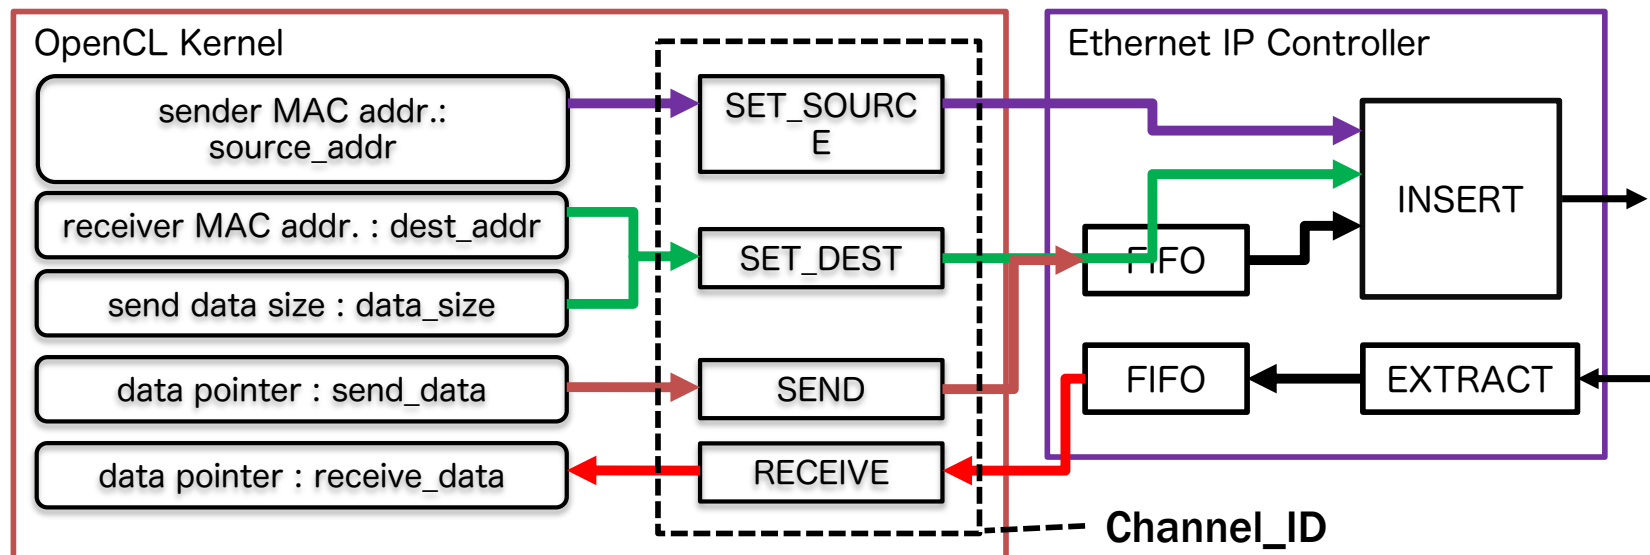 OpenCL Kernel
Ethernet IP Controller
sender MAC addr.:
source_addr
SET_SOURC
E
INSERT
receiver MAC addr. : dest_addr
SET_DEST
FIFO
send data size : data_size
data pointer : send_data
SEND
FIFO
EXTRACT
data pointer : receive_data
RECEIVE
Channel_ID